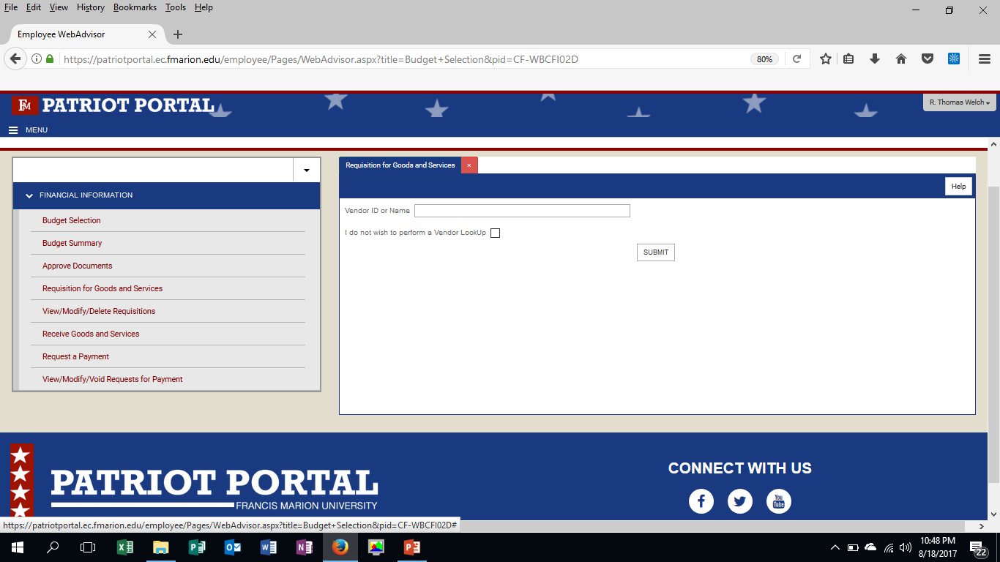 File Edit View History Bookmarks Tools Help
Employee WebAdvisor
https://patriotportal.ec.fmarion.edu/employee/Pages/WebAdvisor.aspx?title=Budget+Selection&pid=CF-WBCFI02D
80%
FM PATRIOT PORTAL
R. Thomas Welch
MENU
FINANCIAL INFORMATION
Budget Selection
Budget Summary
Approve Documents
Requisition for Goods and Services
View/Modify/Delete Requisitions
Receive Goods and Services
Request a Payment
View/Modify/Void Requests for Payment
Requisition for Goods and Services ×
Help
Vendor ID or Name
I do not wish to perform a Vendor LookUp
SUBMIT
PATRIOT PORTAL
FRANCIS MARION UNIVERSITY
CONNECT WITH US
You Tube
https://patriotportal.ec.fmarion.edu/employee/Pages/WebAdvisor.aspx?title=Budget+Selection&pid=CF-WBCFI02D#
10:48 PM
8/18/2017
22